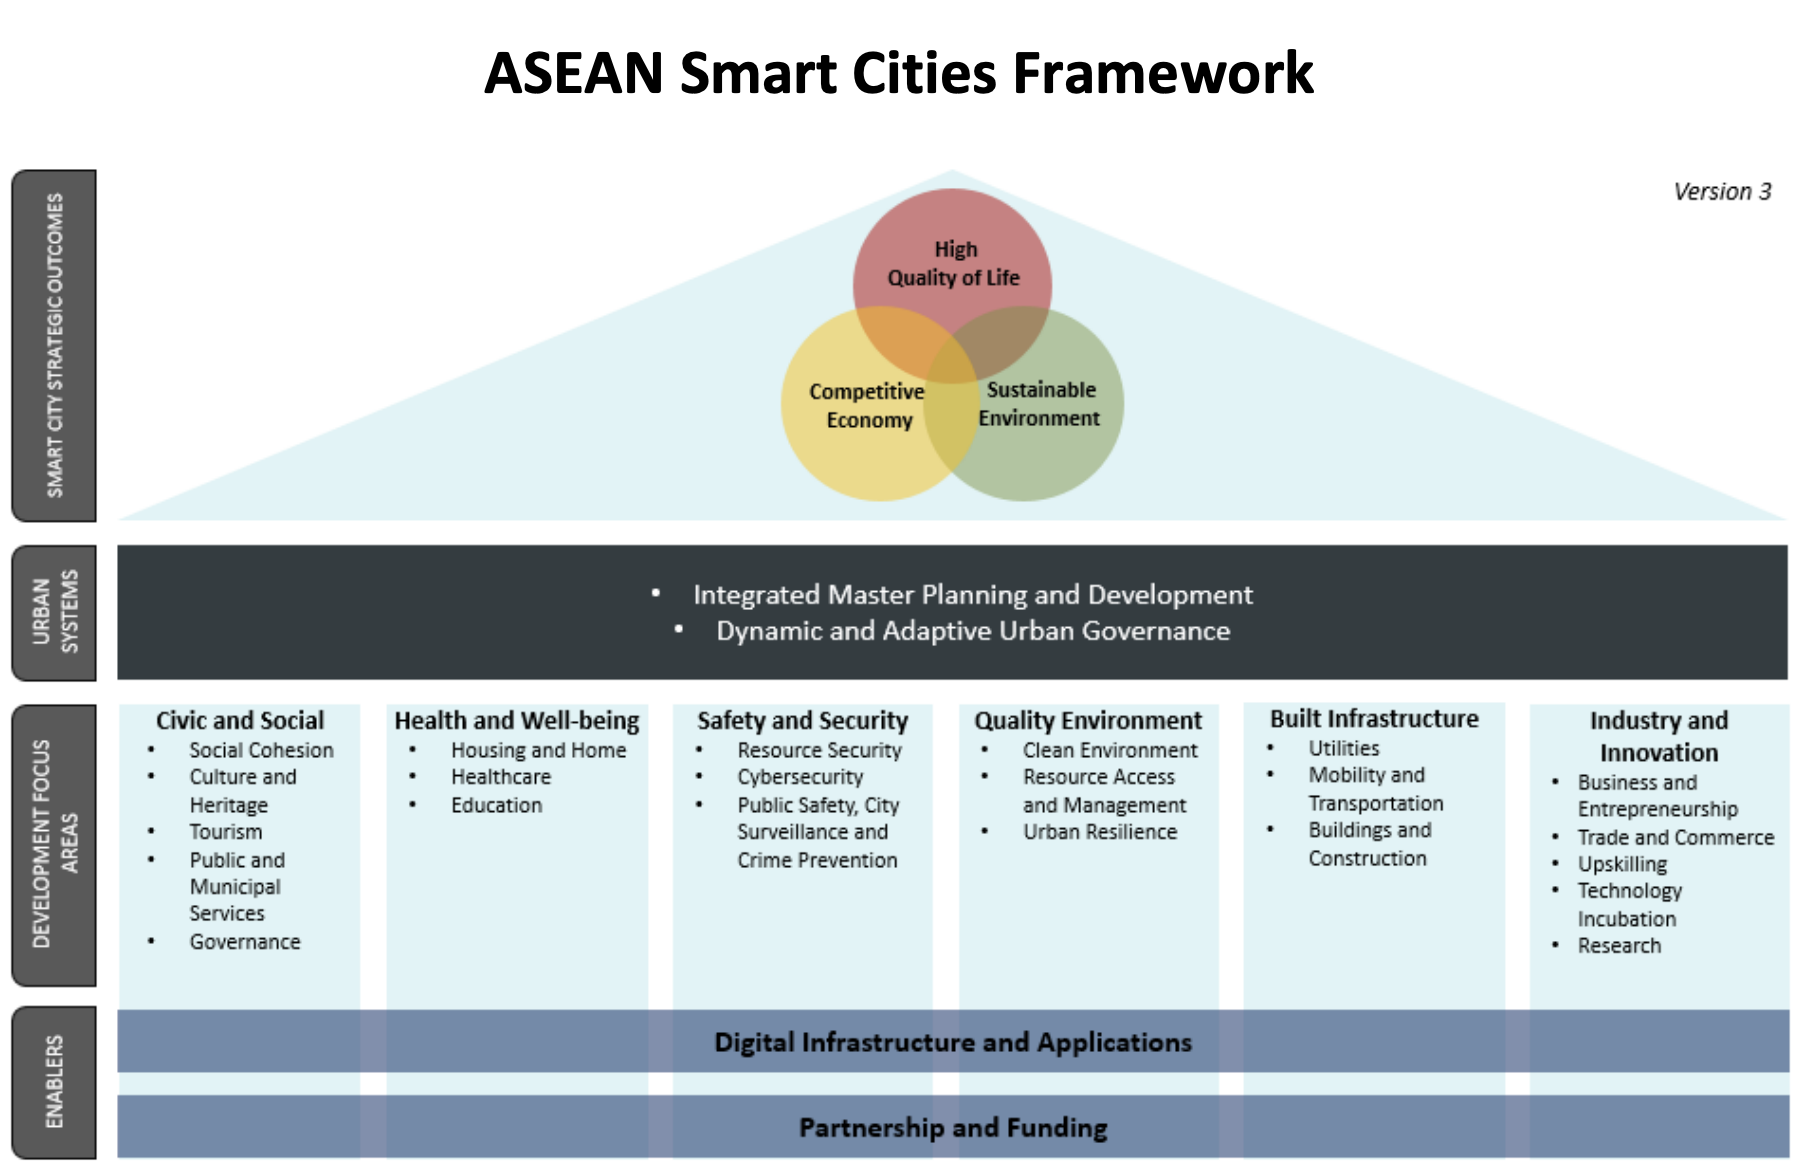 ASEAN Smart Cities Framework
Version 3
SMART CITY STRATEGIC OUTCOMES
High
Quality of Life
Competitive
Economy
Sustainable
Environment
URBAN
SYSTEMS
• Integrated Master Planning and Development
• Dynamic and Adaptive Urban Governance
DEVELOPMENT FOCUS
AREAS
Civic and Social
• Social Cohesion
• Culture and
Heritage
• Tourism
• Public and
Municipal
Services
• Governance
Health and Well-being
• Housing and Home
• Healthcare
• Education
Safety and Security
• Resource Security
• Cybersecurity
• Public Safety, City
Surveillance and
Crime Prevention
Quality Environment
• Clean Environment
• Resource Access
and Management
• Urban Resilience
Built Infrastructure
• Utilities
• Mobility and
Transportation
• Buildings and
Construction
Industry and
Innovation
• Business and
Entrepreneurship
• Trade and Commerce
• Upskilling
• Technology
Incubation
• Research
ENABLERS
Digital Infrastructure and Applications
Partnership and Funding